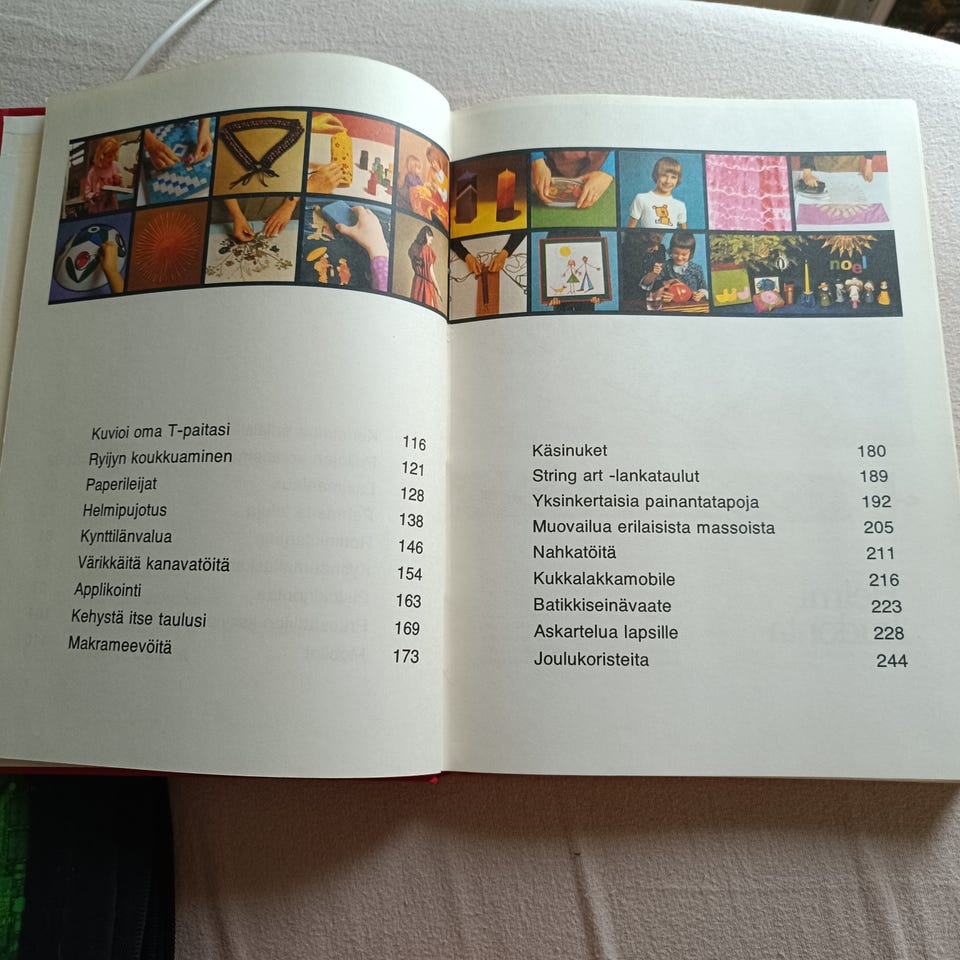 noel
Kuvioi oma T-paitasi 116
Ryijyn koukkuaminen 121
Paperileijat 128
Helmipujotus 138
Kynttilänvalua 146
Värikkäitä kanavatöitä 154
Applikointi 163
Kehystä itse taulusi 169
Makrameevöitä 173
Käsinuket 180
String art -lankataulut 189
Yksinkertaisia painantatapoja 192
Muovailua erilaisista massoista 205
Nahkatöitä 211
Kukkalakkamobile 216
Batikkiseinävaate 223
Askartelua lapsille 228
Joulukoristeita 244